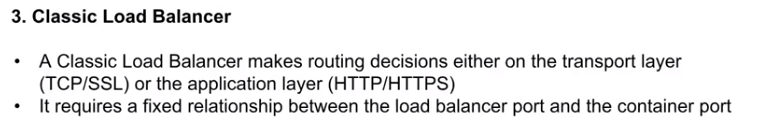 3. Classic Load Balancer
• A Classic Load Balancer makes routing decisions either on the transport layer
(TCP/SSL) or the application layer (HTTP/HTTPS)
• It requires a fixed relationship between the load balancer port and the container port